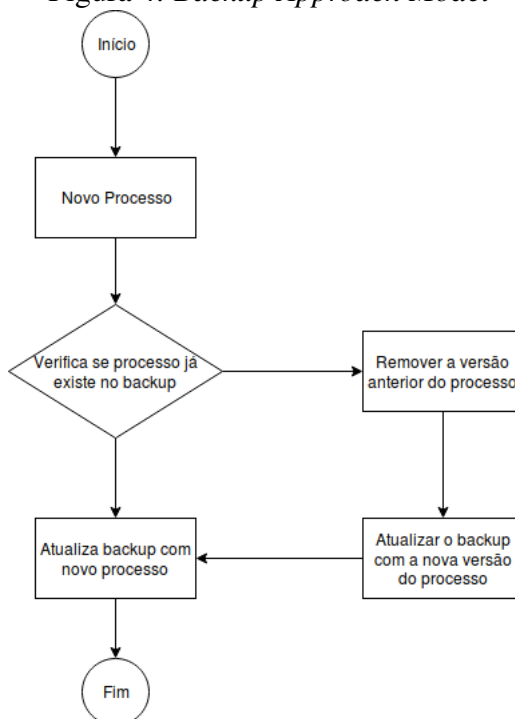 Figura 4: Backup Approach Model
Início
Novo Processo
Verifica se processo já
existe no backup
Remover a versão
anterior do processo
Atualiza backup com
novo processo
Atualizar o backup
com a nova versão
do processo
Fim